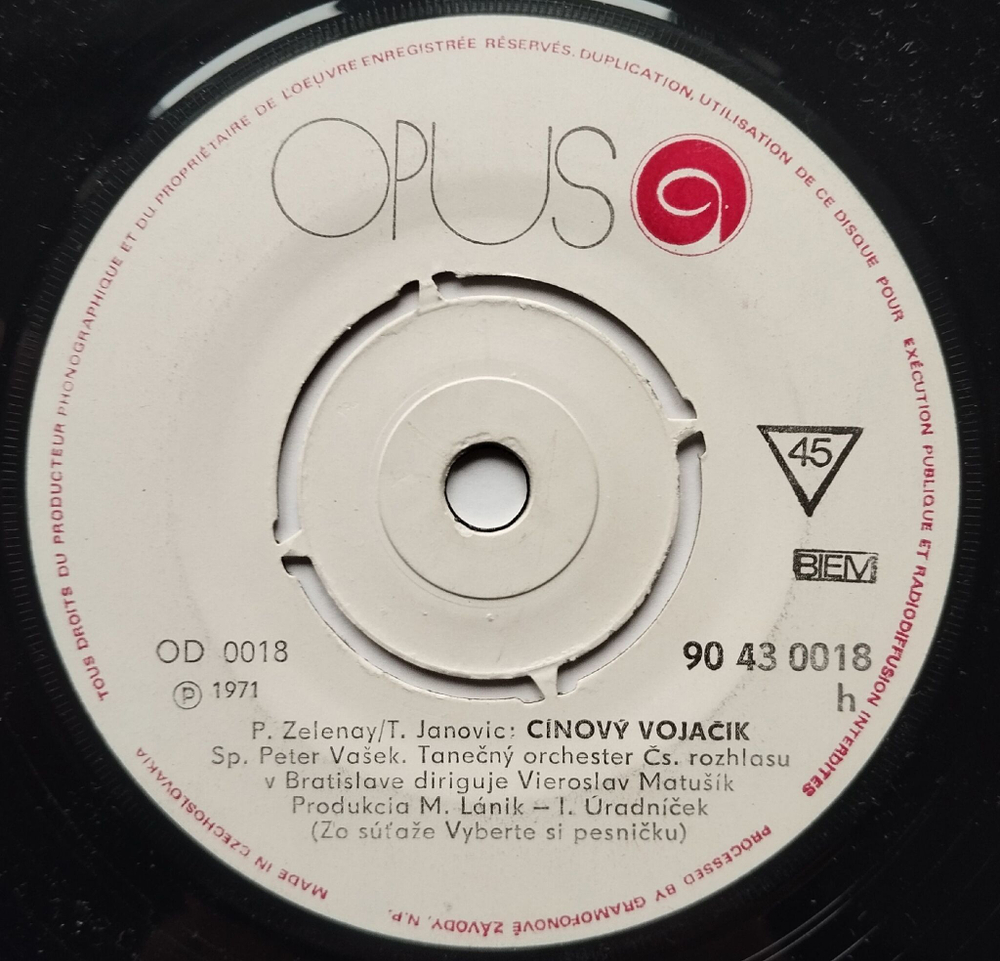 TOUS DROITS DU PRODUCTEUR PHONOGRAPHIQUE ET DU PROPRIÉTAIRE DE L'OEUVRE ENREGISTRÉE RÉSERVÉS. DUPLICATION, UTILISATION DE CE DISQUE POUR EXÉCUTION PUBLIQUE ET RADIODIFFUSION INTERDITES
OPUS
45
BIEM
OD 0018
90 43 0018
℗ 1971
h
P. Zelenay/T. Janovic: CÍNOVÝ VOJAČIK
Sp. Peter Vašek. Tanečný orchester Čs. rozhlasu
v Bratislave diriguje Vieroslav Matušík
Produkcia M. Lánik – I. Úradníček
(Zo súťaže Vyberte si pesničku)
MADE IN CZECHOSLOVAKIA
PROCESSED BY GRAMOFONOVÉ ZÁVODY, N.P.